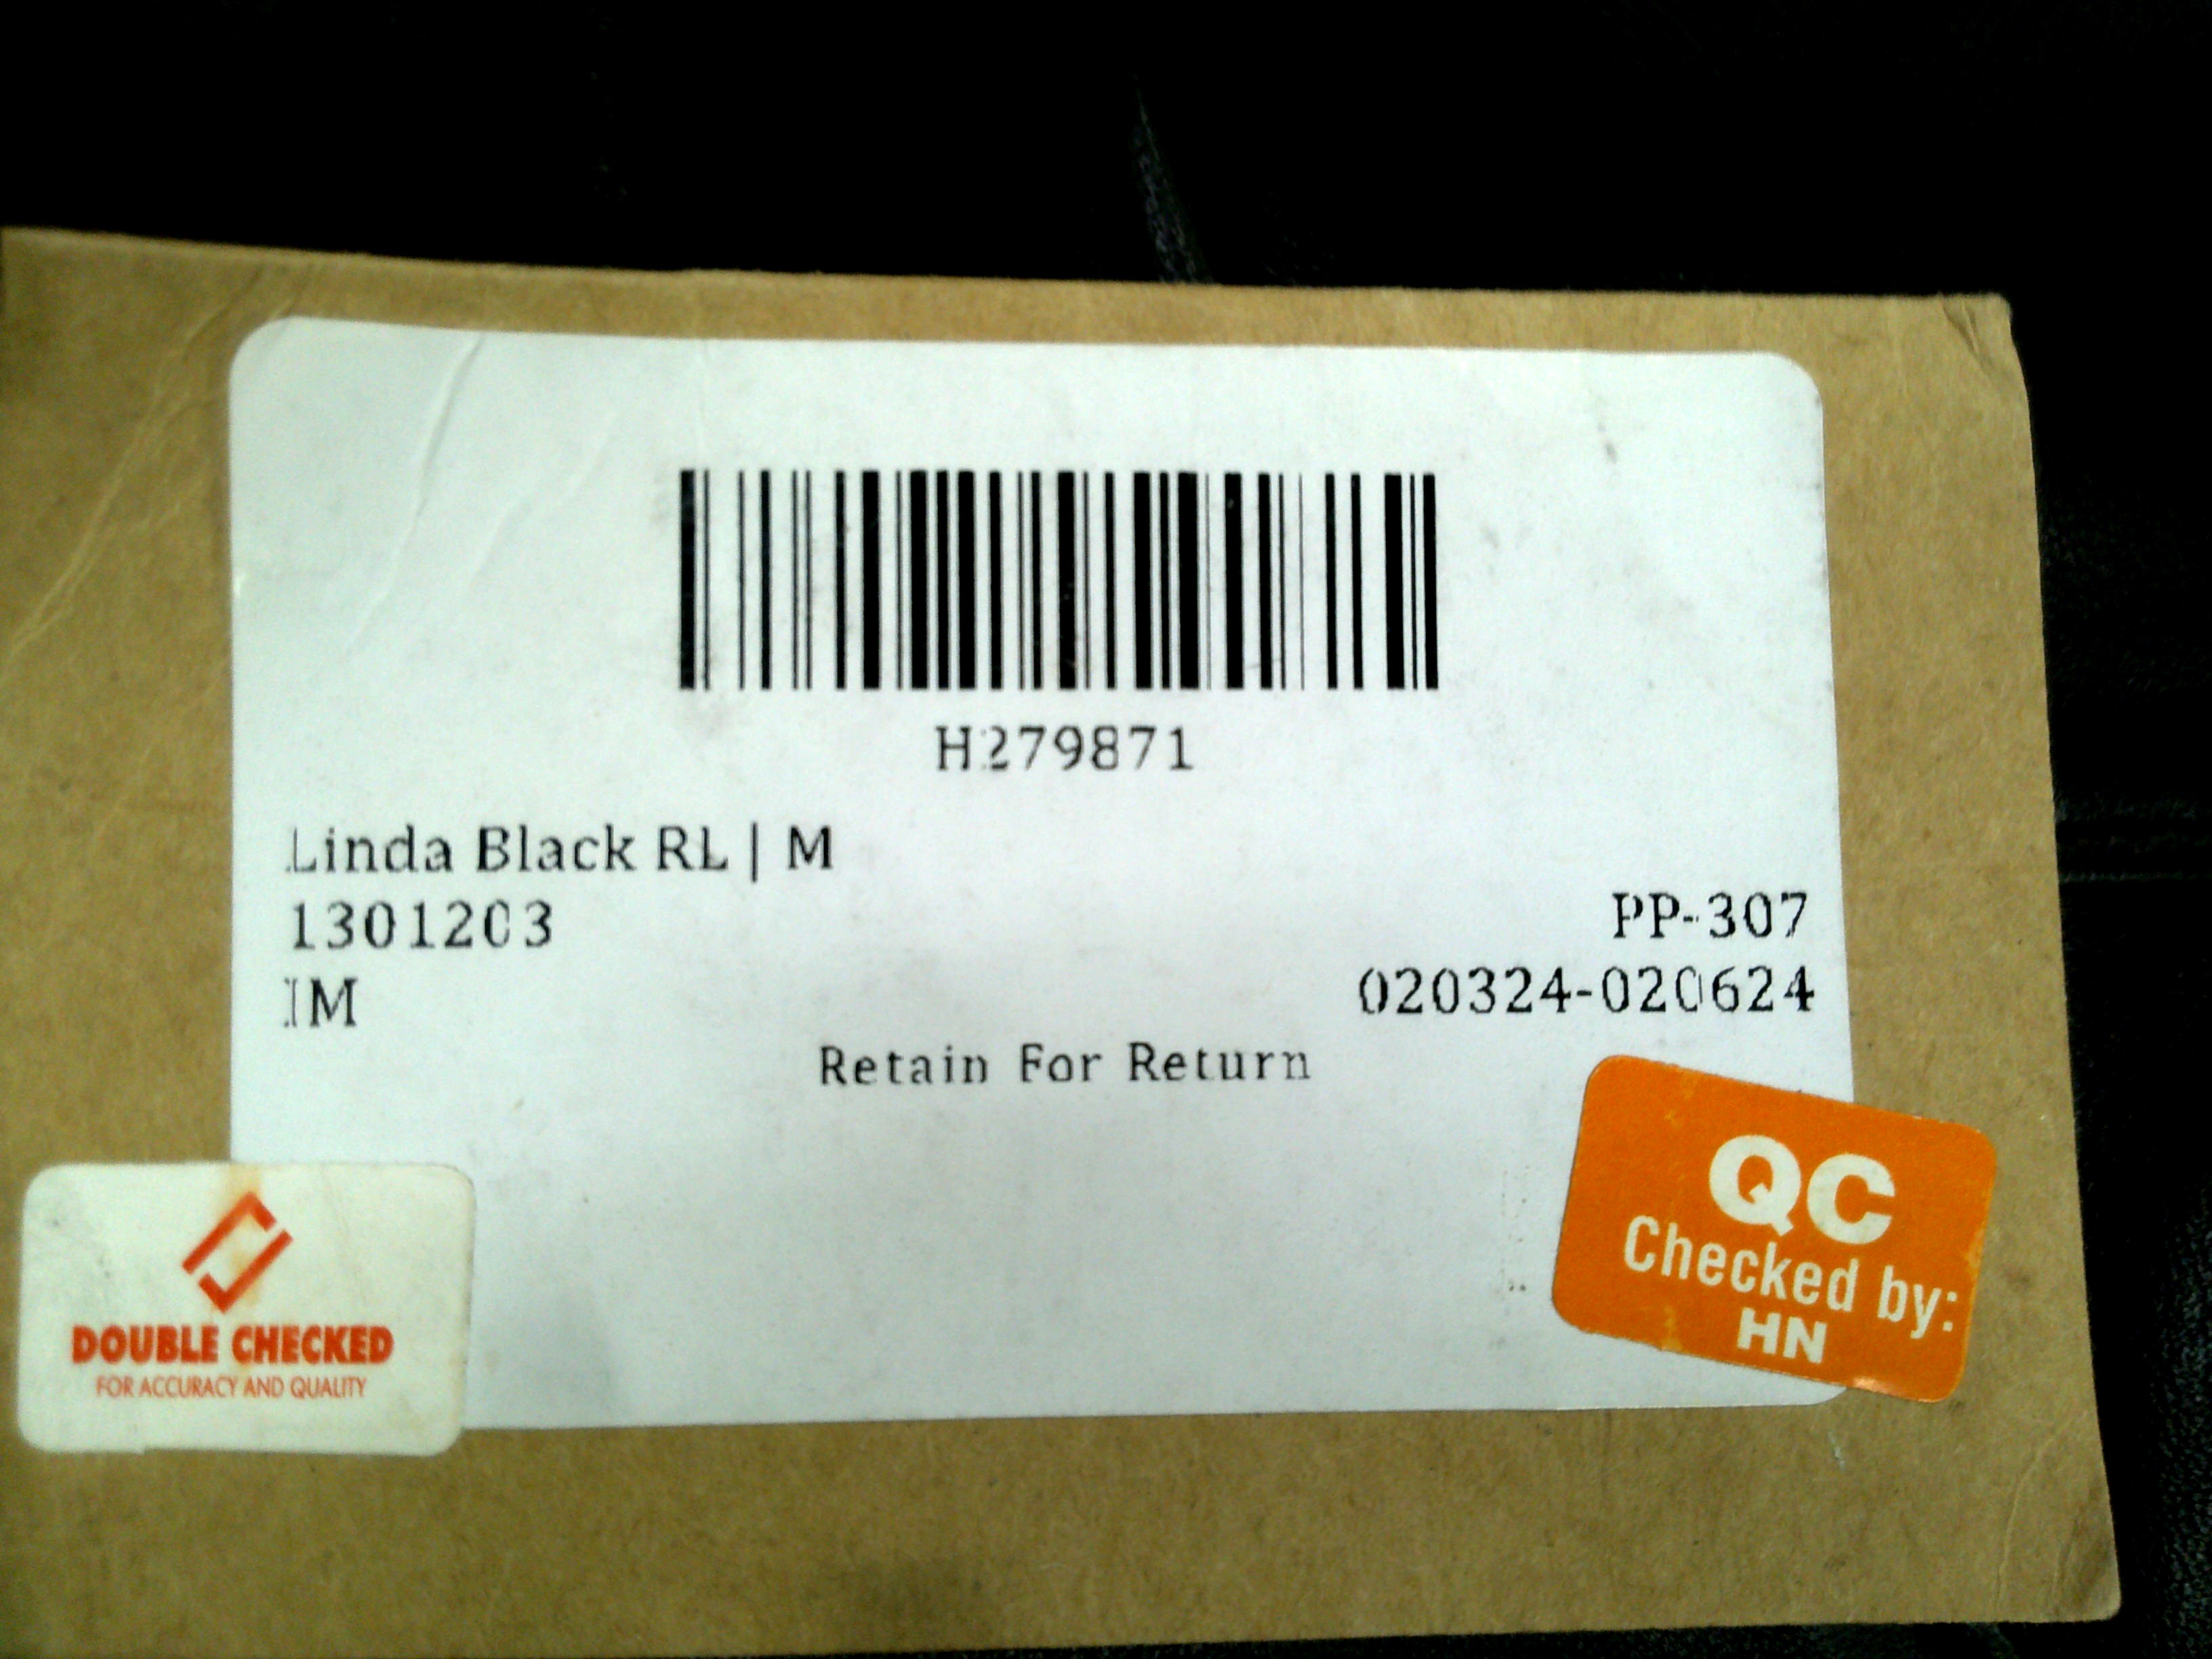 H279871
Linda Black RL | M
1301203
IM
PP-307
020324-020624
Retain For Return
QC
Checked by:
HN
DOUBLE CHECKED
FOR ACCURACY AND QUALITY